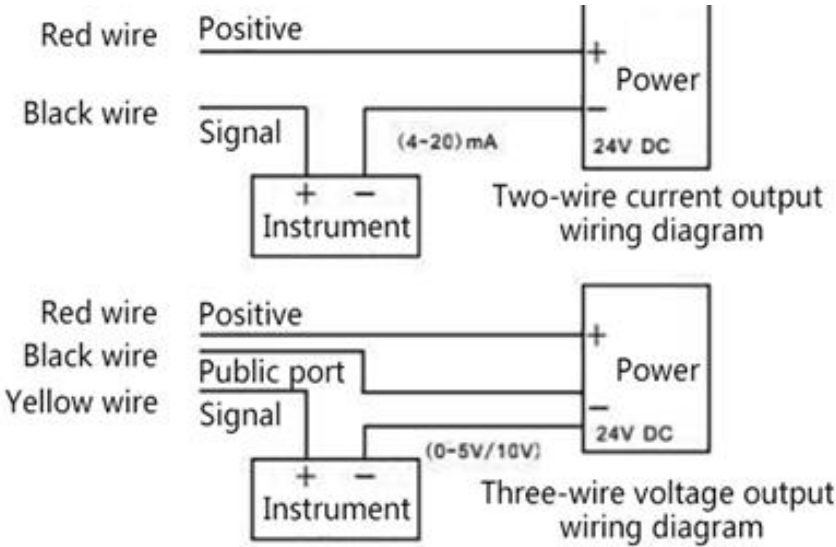 Red wire Positive
+
Power
Black wire
Signal
(4-20)mA
−
24V DC
+ −
Instrument
Two-wire current output
wiring diagram
Red wire Positive
+
Black wire
Public port
Power
Yellow wire
Signal
−
24V DC
(0-5V/10V)
+ −
Instrument
Three-wire voltage output
wiring diagram